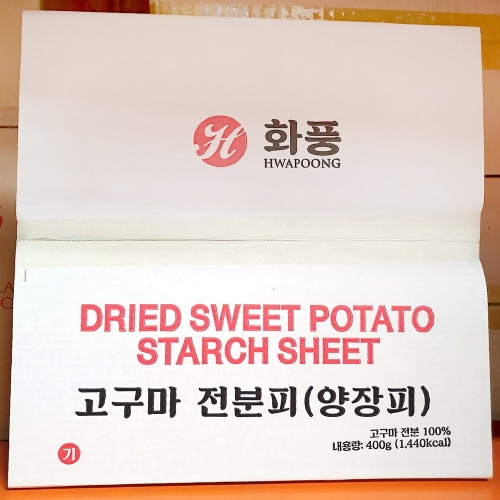 H 화풍
HWAPOONG
DRIED SWEET POTATO
STARCH SHEET
고구마 전분피(양장피)
고구마 전분 100%
내용량: 400g (1,440kcal)
기